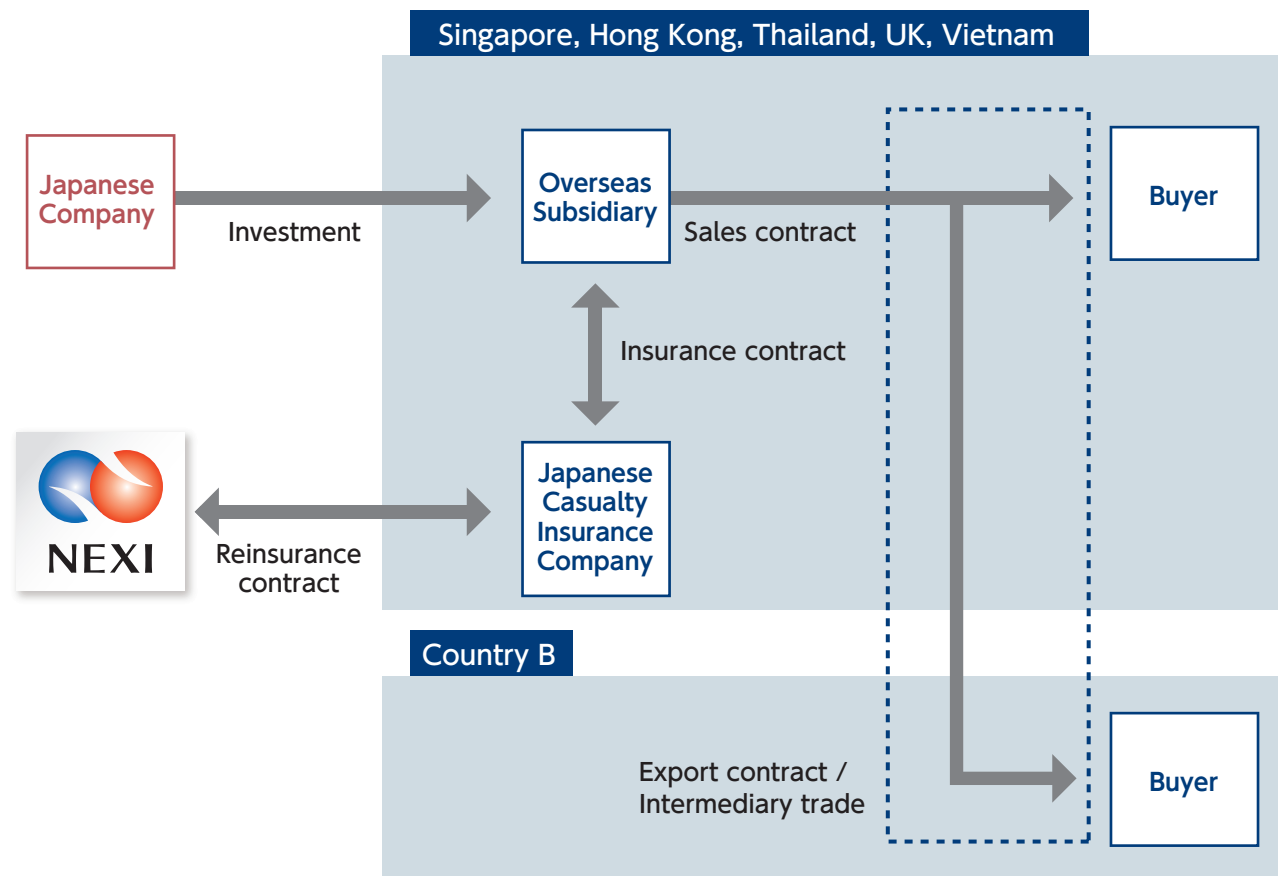 Singapore, Hong Kong, Thailand, UK, Vietnam
Japanese
Company
Investment
Overseas
Subsidiary
Sales contract
Buyer
Insurance contract
NEXI
Reinsurance
contract
Japanese
Casualty
Insurance
Company
Country B
Export contract /
Intermediary trade
Buyer